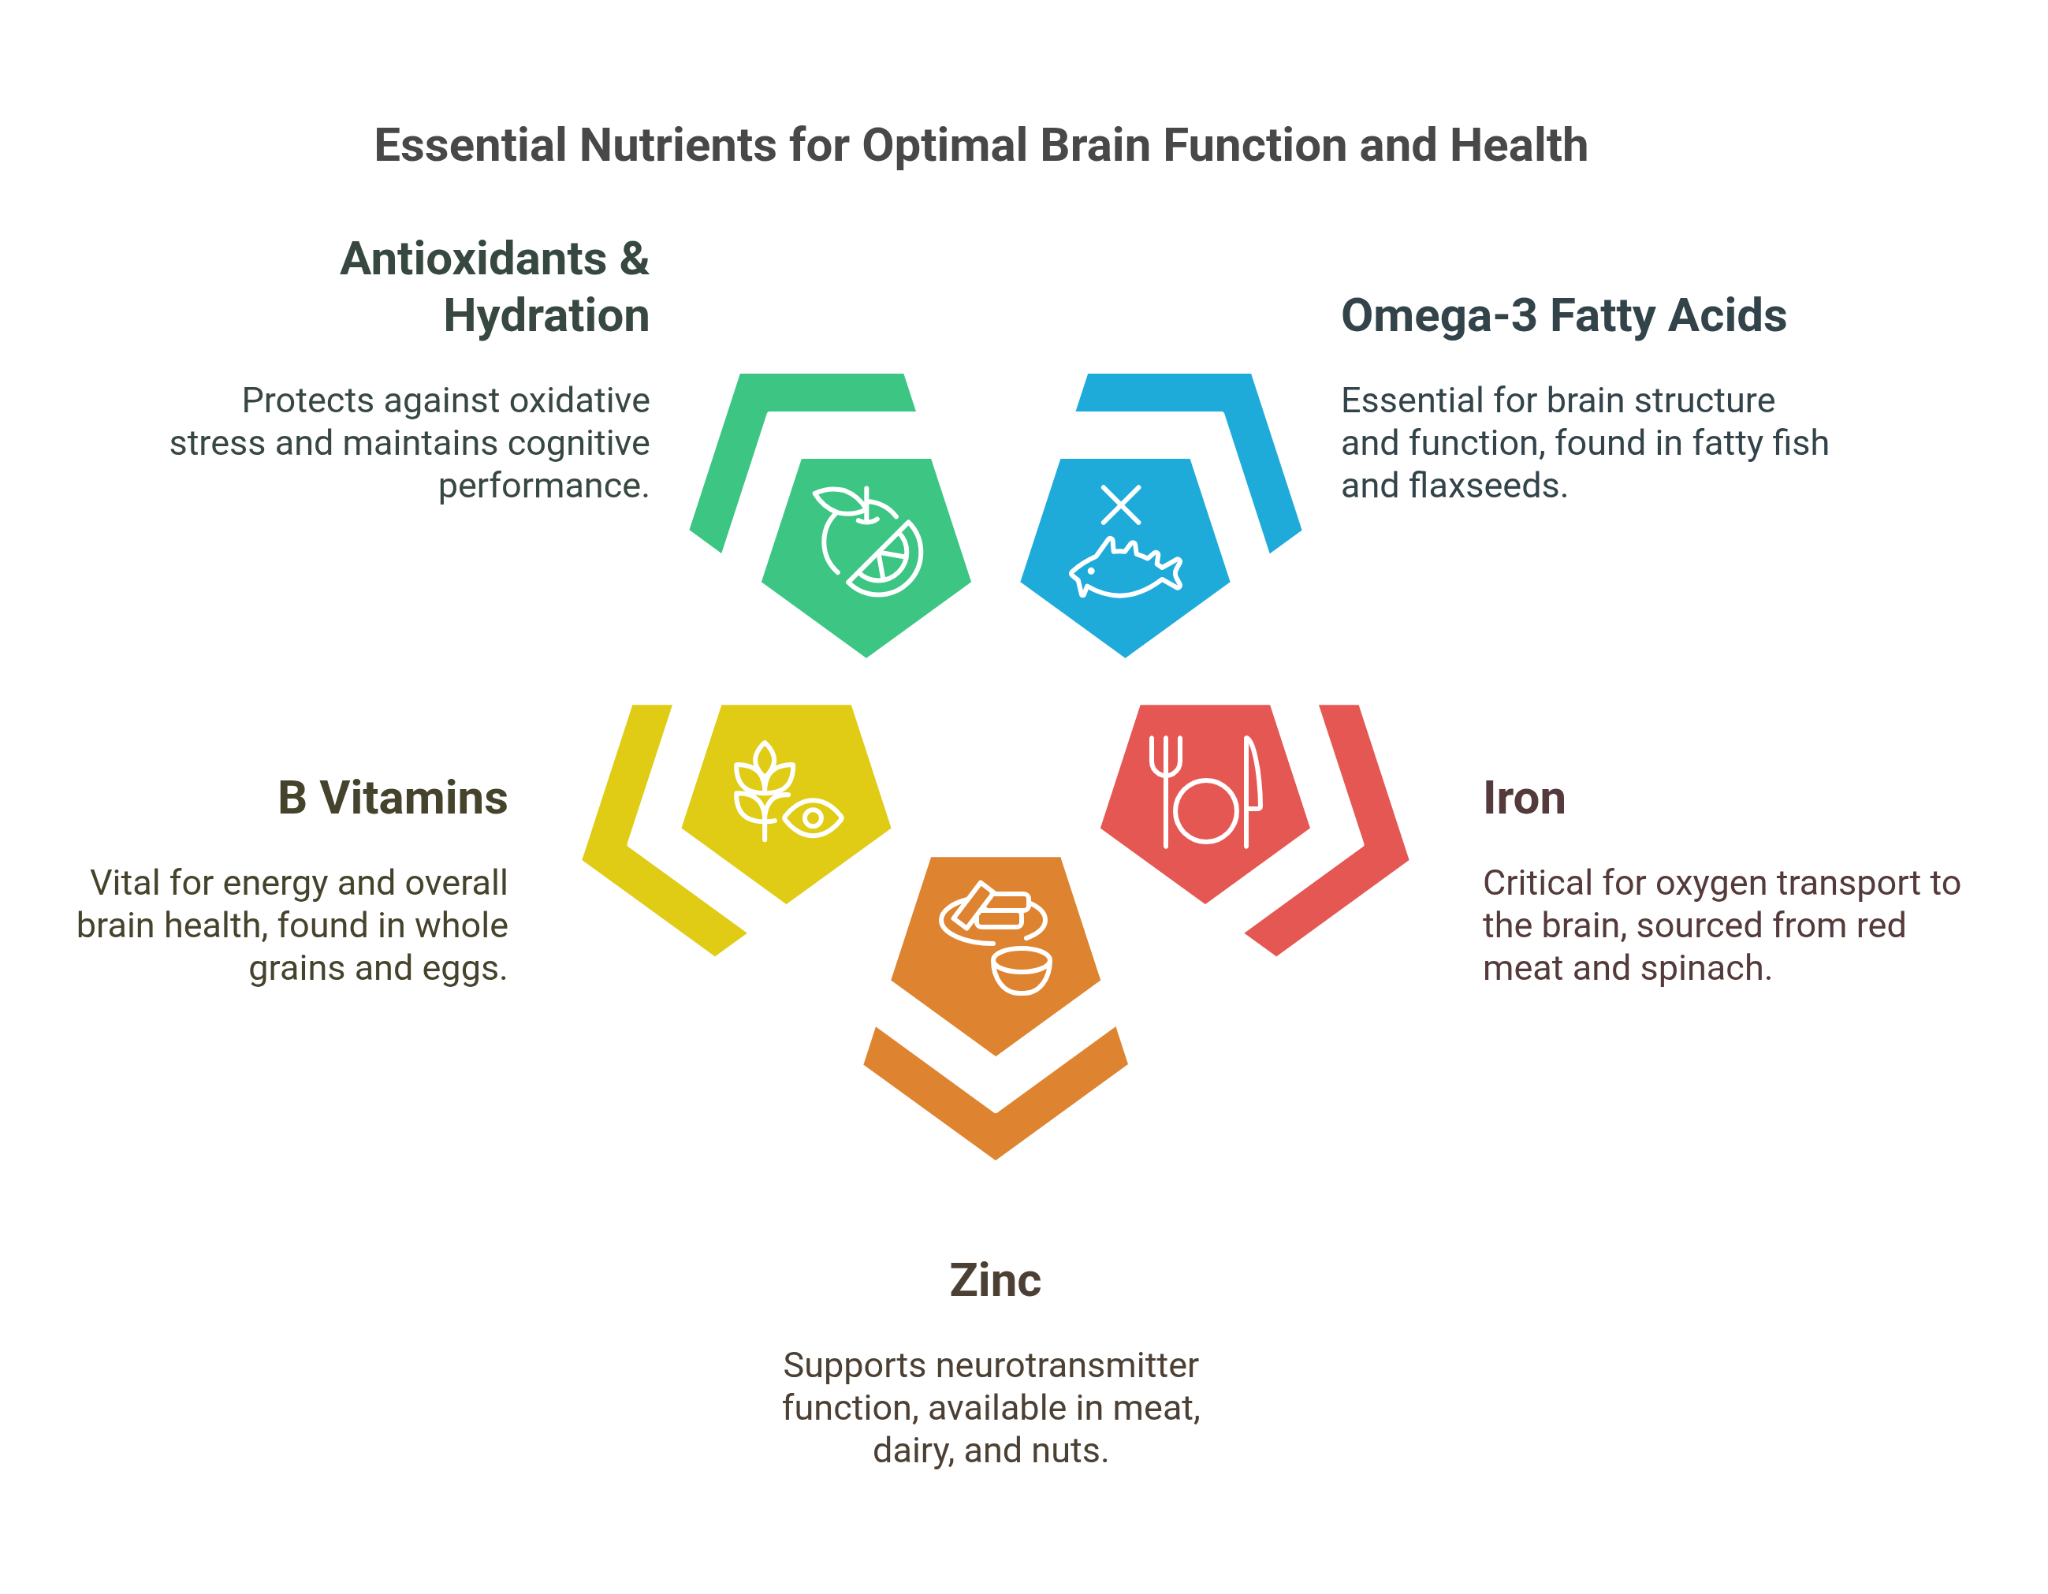 Essential Nutrients for Optimal Brain Function and Health
Antioxidants &
Hydration
Protects against oxidative
stress and maintains cognitive
performance.
Omega-3 Fatty Acids
Essential for brain structure
and function, found in fatty fish
and flaxseeds.
B Vitamins
Vital for energy and overall
brain health, found in whole
grains and eggs.
Iron
Critical for oxygen transport to
the brain, sourced from red
meat and spinach.
Zinc
Supports neurotransmitter
function, available in meat,
dairy, and nuts.